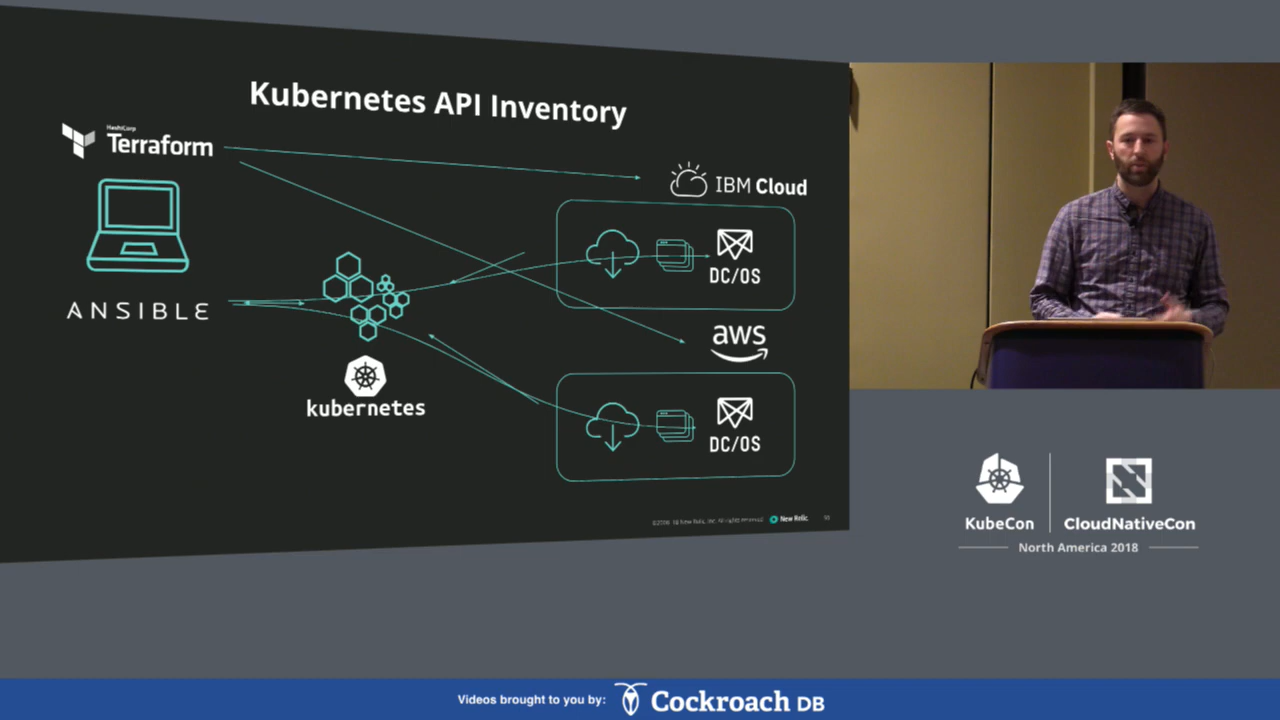 Kubernetes API Inventory
HashiCorp
Terraform
IBM Cloud
DC/OS
ANSIBLE
aws
kubernetes
DC/OS
New Relic
KubeCon
CloudNativeCon
North America 2018
Videos brought to you by:
Cockroach DB